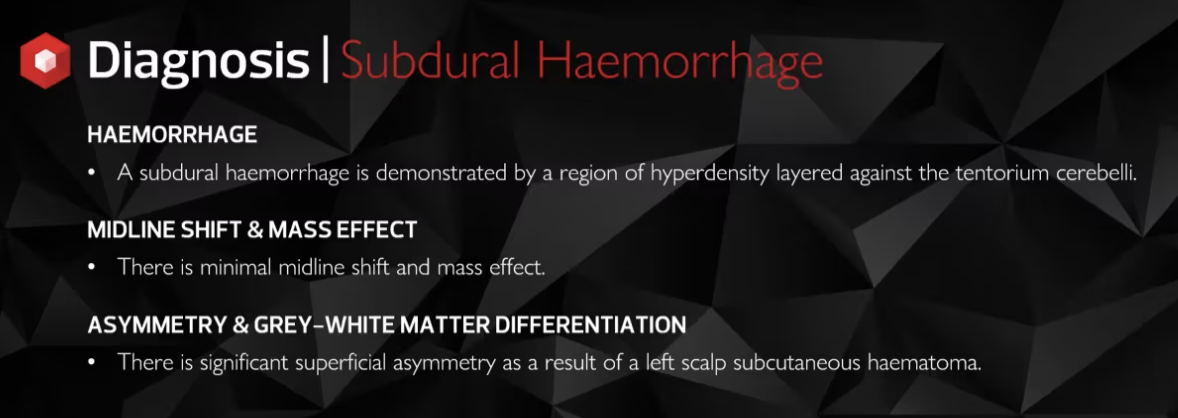 Diagnosis | Subdural Haemorrhage
HAEMORRHAGE
• A subdural haemorrhage is demonstrated by a region of hyperdensity layered against the tentorium cerebelli.
MIDLINE SHIFT & MASS EFFECT
• There is minimal midline shift and mass effect.
ASYMMETRY & GREY–WHITE MATTER DIFFERENTIATION
• There is significant superficial asymmetry as a result of a left scalp subcutaneous haematoma.